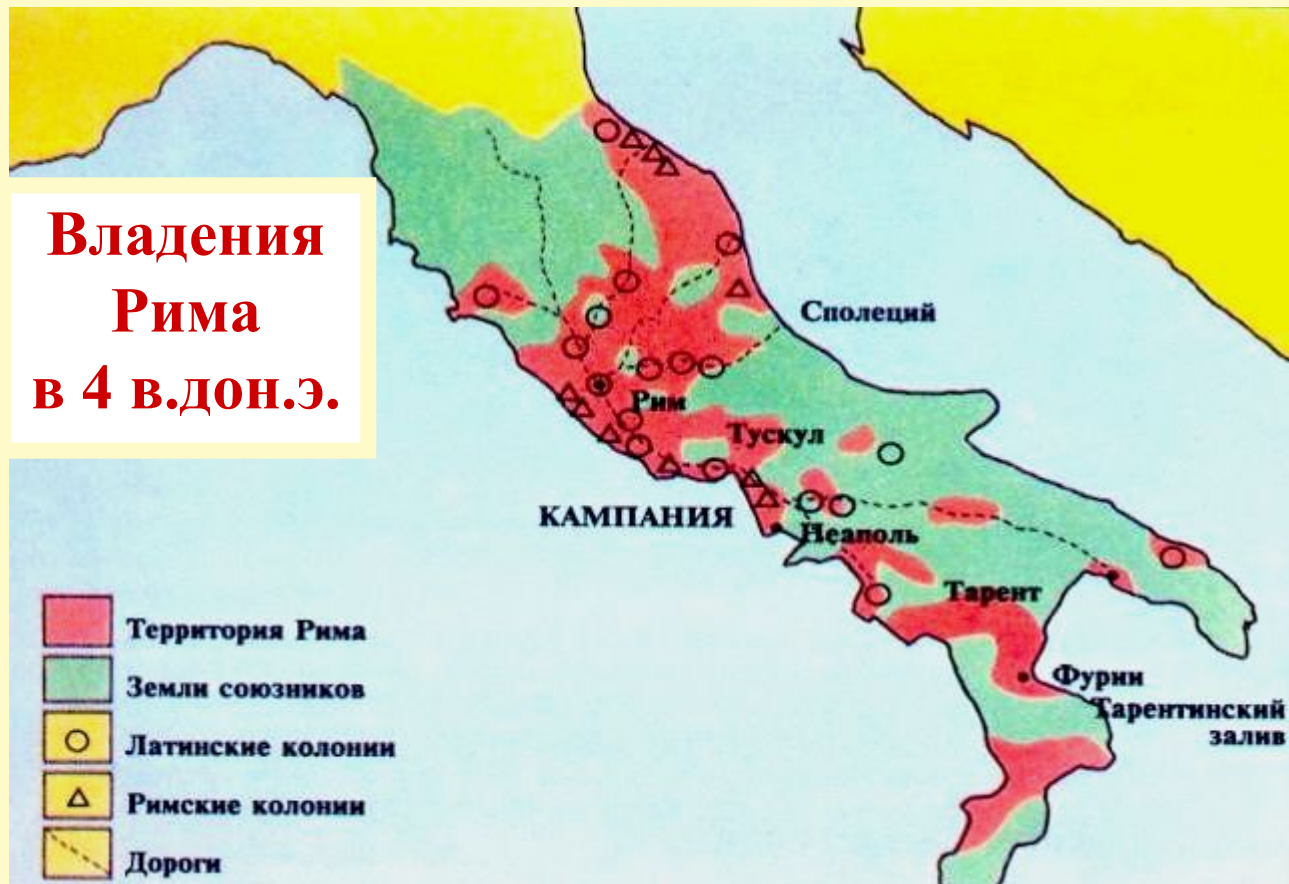 Владения
Рима
в 4 в.дон.э.
Сполеций
Рим
Тускул
КАМПАНИЯ
Неаполь
Тарент
Фурии
Тарентинский
залив
Территория Рима
Земли союзников
Латинские колонии
Римские колонии
Дороги